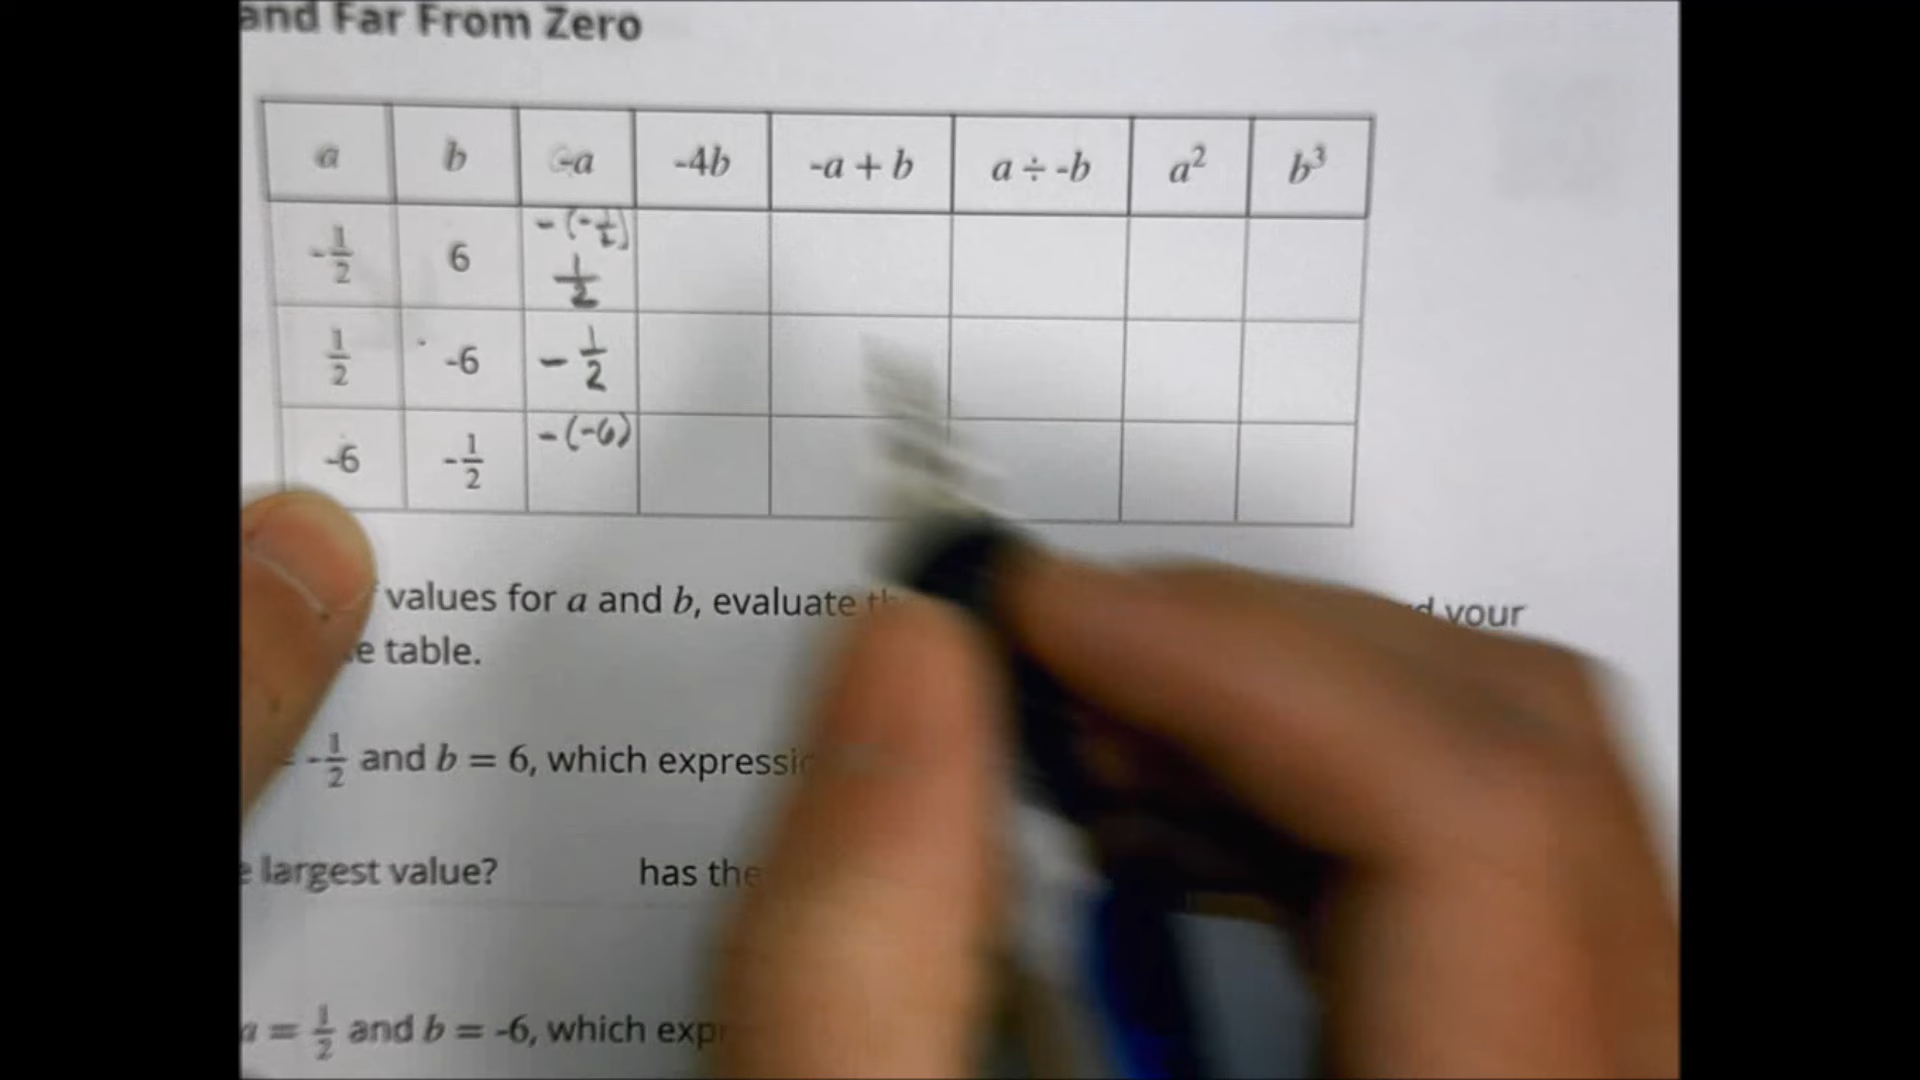 and Far From Zero
a b -a -4b -a + b a ÷ -b a² b³
-(-1/2)
-1/2 6 1/2
1/2 -6 -1/2
-(-6)
-6 -1/2
values for a and b, evaluate your
e table.
-1/2 and b = 6, which
largest value? has the
a = 1/2 and b = -6, which